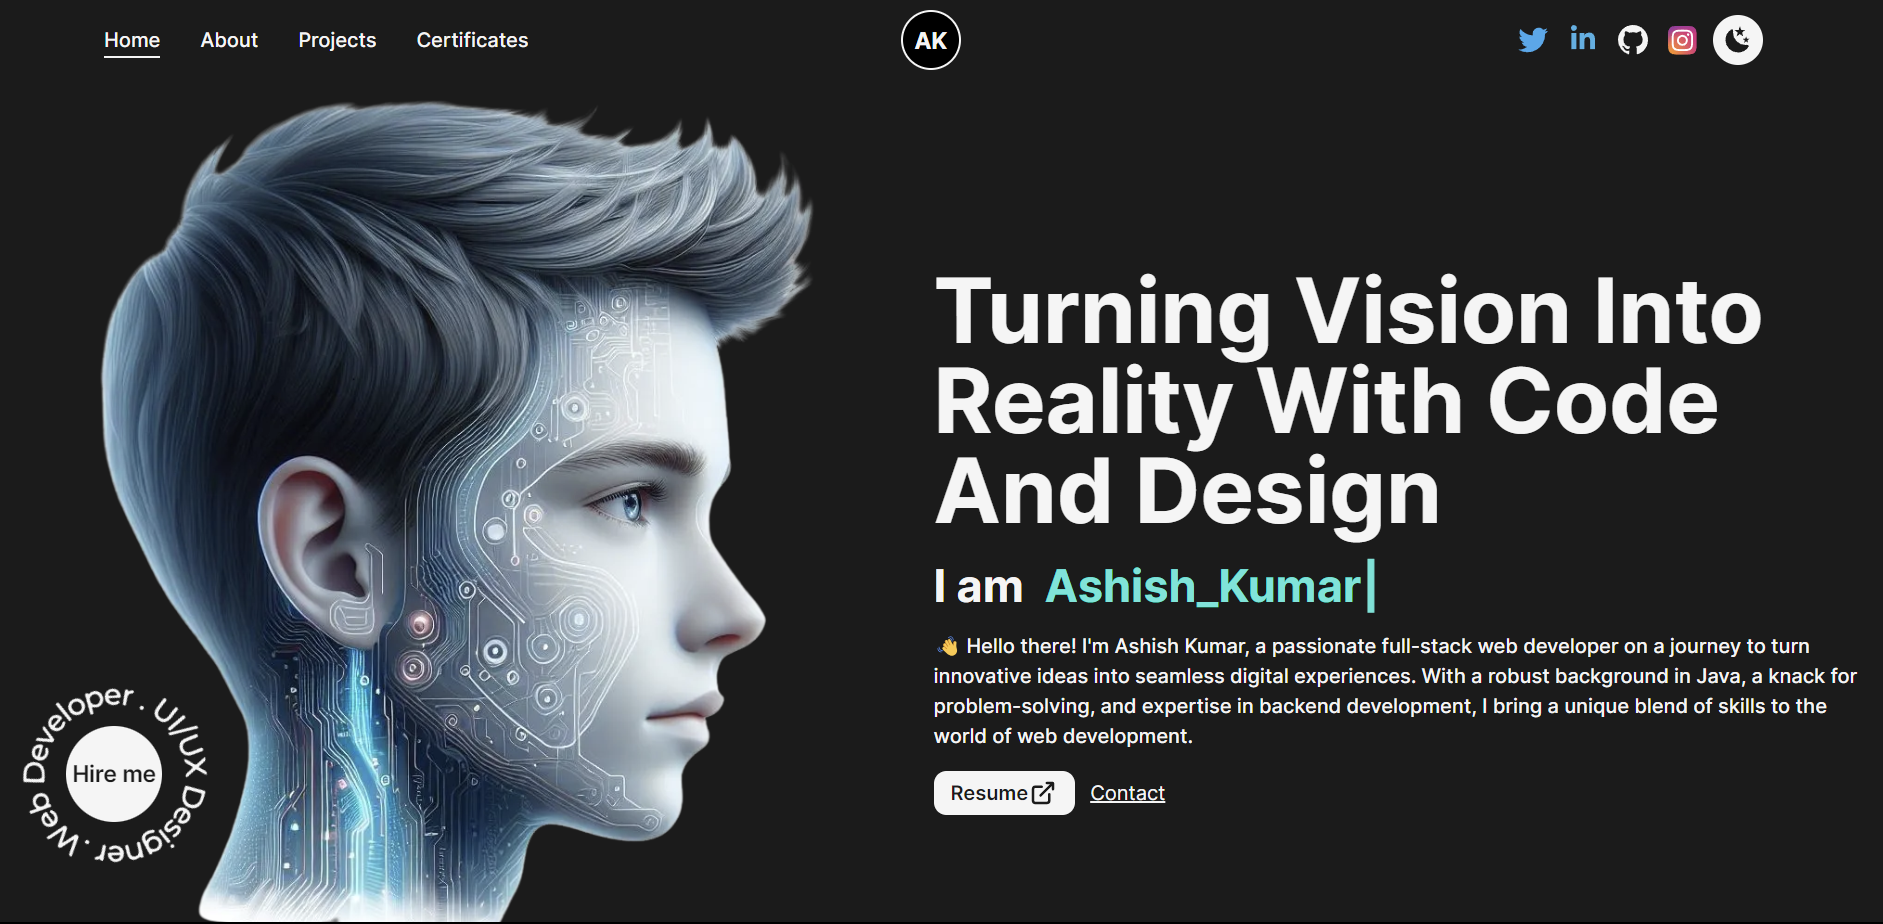 Home About Projects Certificates
AK
Turning Vision Into
Reality With Code
And Design
I am Ashish_Kumar|
👋 Hello there! I'm Ashish Kumar, a passionate full-stack web developer on a journey to turn
innovative ideas into seamless digital experiences. With a robust background in Java, a knack for
problem-solving, and expertise in backend development, I bring a unique blend of skills to the
world of web development.
Resume
Contact
Web Developer . UI/UX Designer .
Hire me